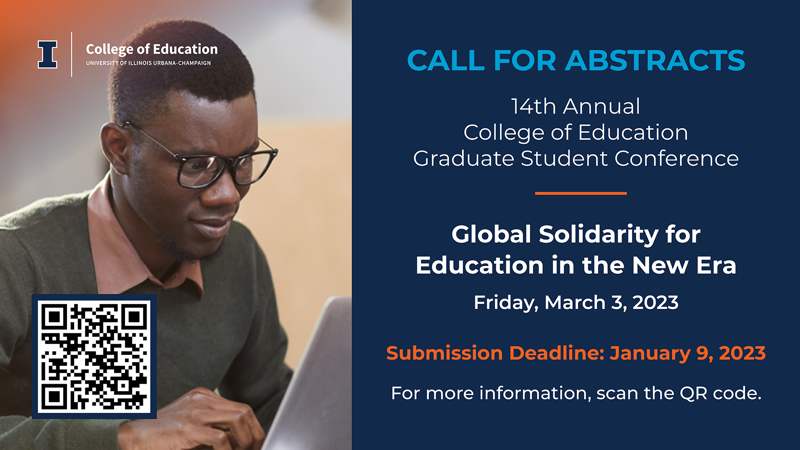 College of Education
UNIVERSITY OF ILLINOIS URBANA-CHAMPAIGN
CALL FOR ABSTRACTS
14th Annual
College of Education
Graduate Student Conference
Global Solidarity for
Education in the New Era
Friday, March 3, 2023
Submission Deadline: January 9, 2023
For more information, scan the QR code.